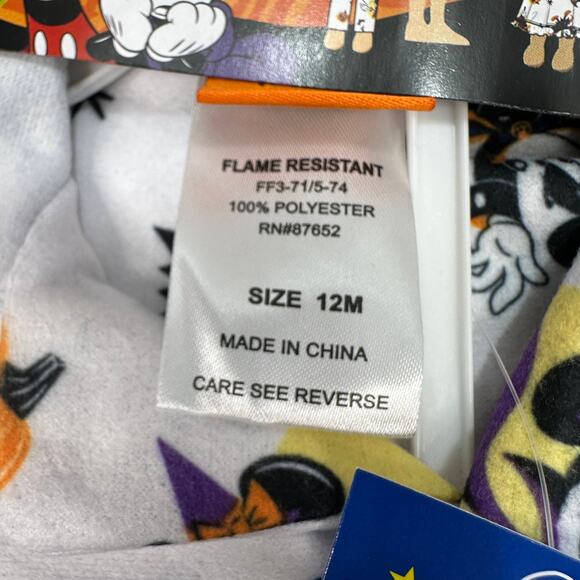 FLAME RESISTANT
FF3-71/5-74
100% POLYESTER
RN#87652
SIZE 12M
MADE IN CHINA
CARE SEE REVERSE